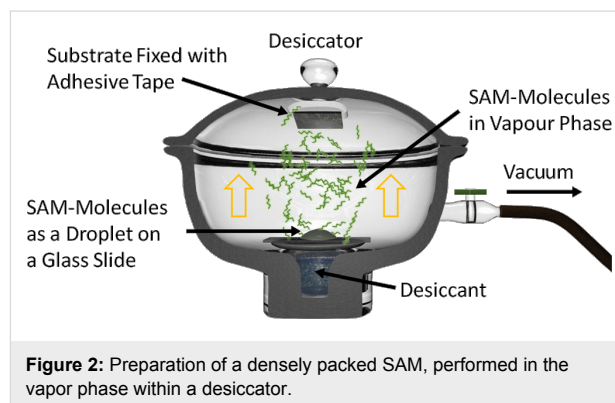 Desiccator
Substrate Fixed with
Adhesive Tape
SAM-Molecules
in Vapour Phase
Vacuum
SAM-Molecules
as a Droplet on
a Glass Slide
Desiccant
Figure 2: Preparation of a densely packed SAM, performed in the
vapor phase within a desiccator.